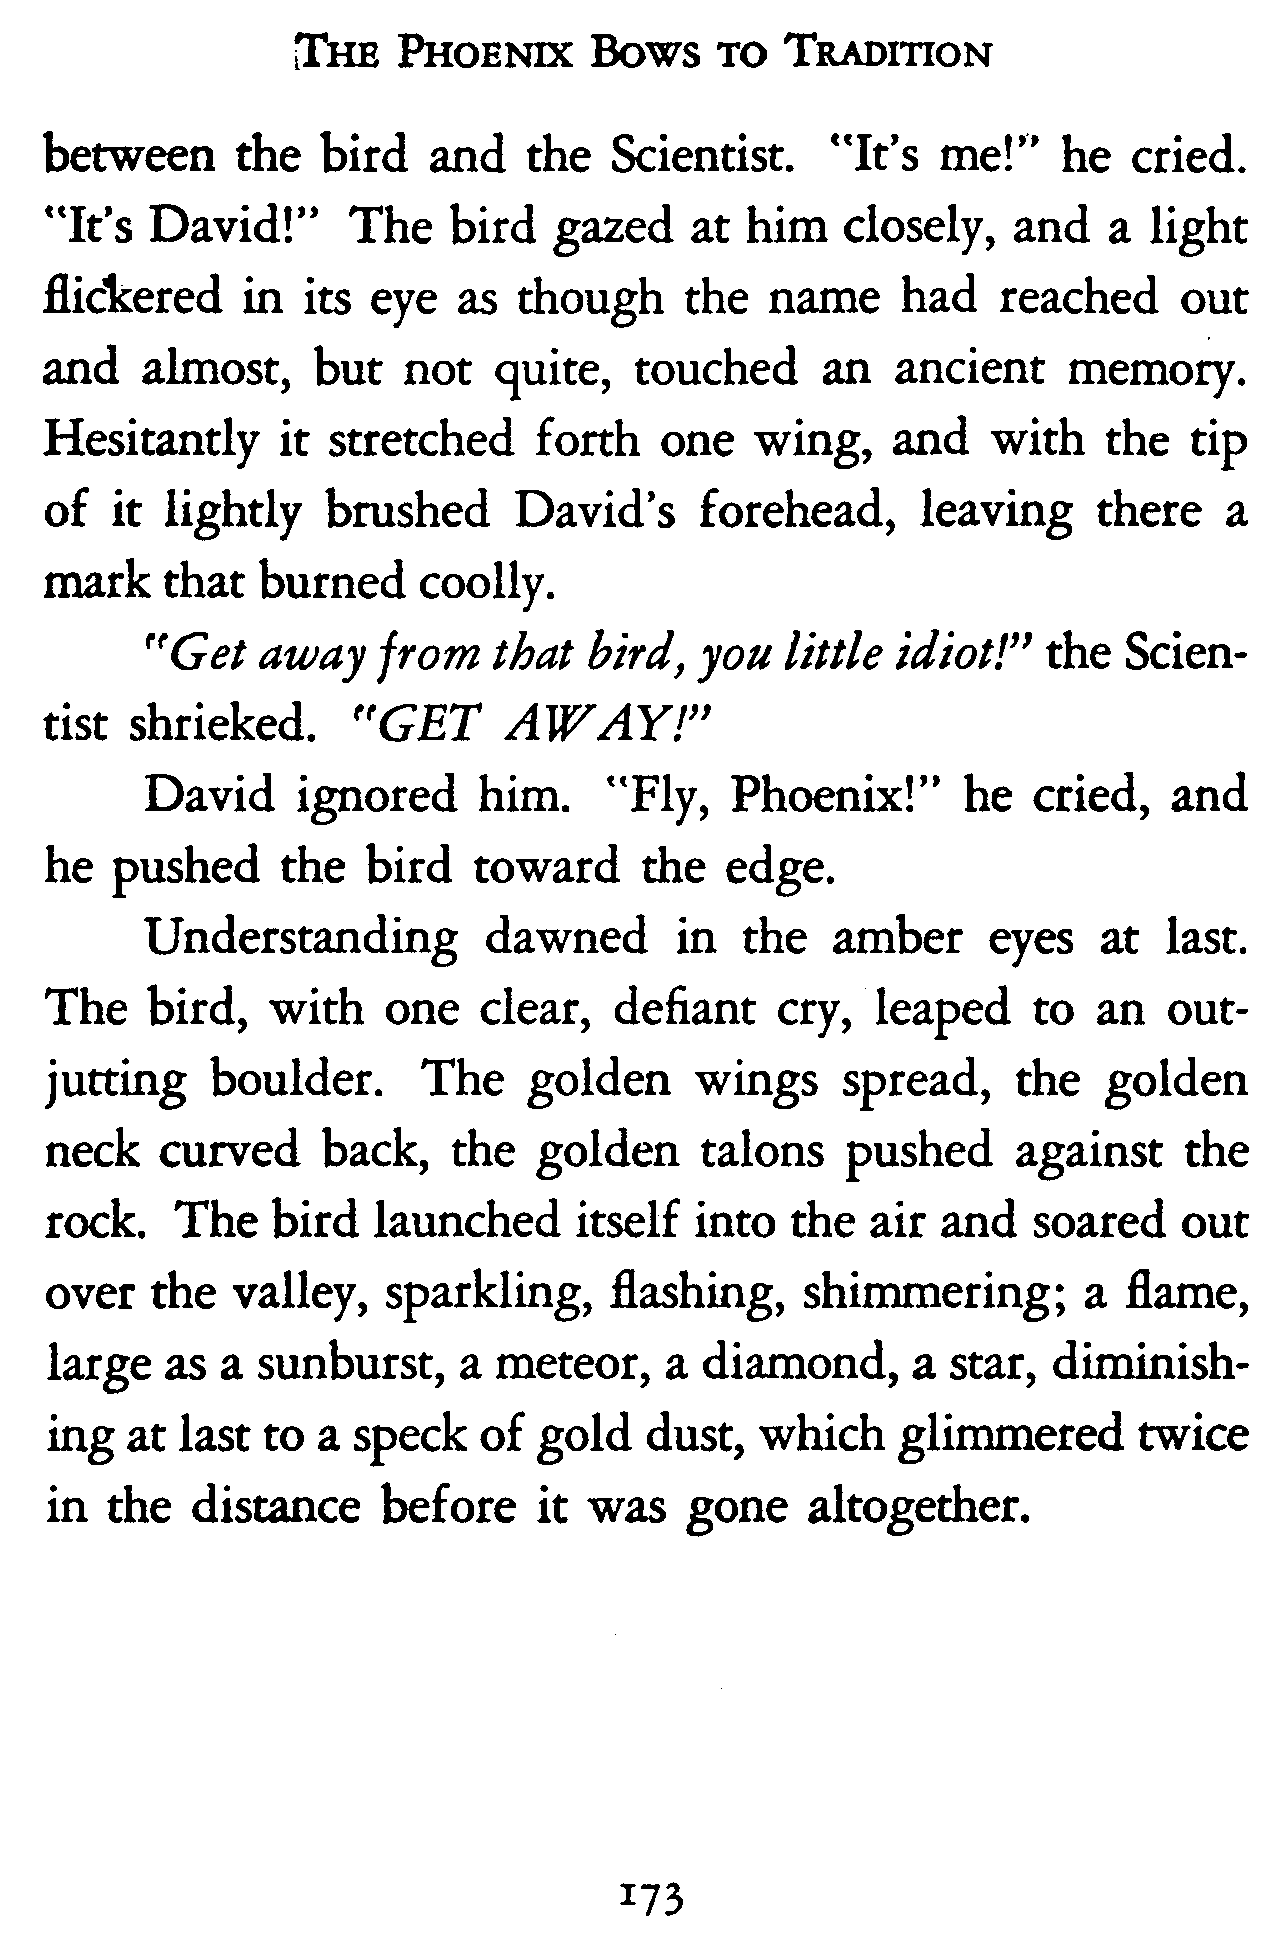 THE PHOENIX BOWS TO TRADITION
between the bird and the Scientist. "It's me!" he cried.
"It's David!" The bird gazed at him closely, and a light
flickered in its eye as though the name had reached out
and almost, but not quite, touched an ancient memory.
Hesitantly it stretched forth one wing, and with the tip
of it lightly brushed David's forehead, leaving there a
mark that burned coolly.
"Get away from that bird, you little idiot!" the Scien-
tist shrieked. "GET AWAY!"
David ignored him. "Fly, Phoenix!" he cried, and
he pushed the bird toward the edge.
Understanding dawned in the amber eyes at last.
The bird, with one clear, defiant cry, leaped to an out-
jutting boulder. The golden wings spread, the golden
neck curved back, the golden talons pushed against the
rock. The bird launched itself into the air and soared out
over the valley, sparkling, flashing, shimmering; a flame,
large as a sunburst, a meteor, a diamond, a star, diminish-
ing at last to a speck of gold dust, which glimmered twice
in the distance before it was gone altogether.
173